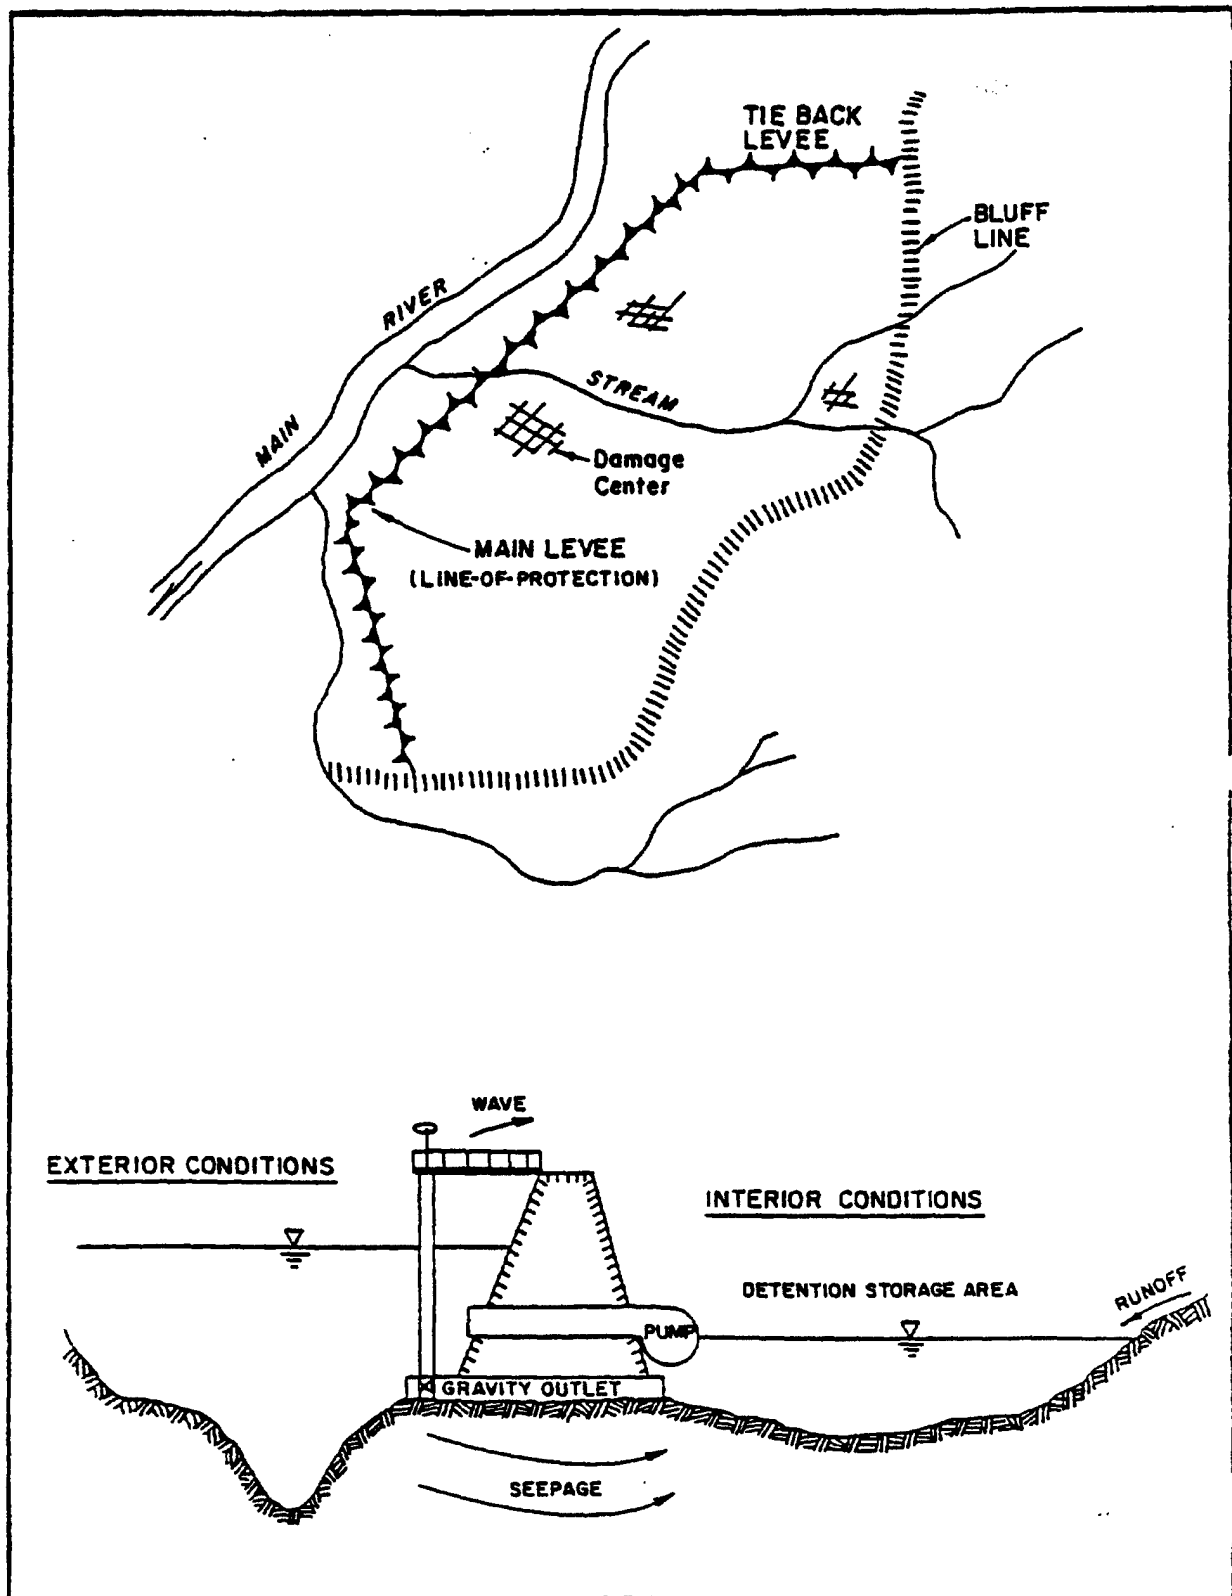 TIE BACK
LEVEE
BLUFF
LINE
MAIN RIVER
STREAM
Damage
Center
MAIN LEVEE
(LINE-OF-PROTECTION)
WAVE
EXTERIOR CONDITIONS
INTERIOR CONDITIONS
DETENTION STORAGE AREA
RUNOFF
PUMP
GRAVITY OUTLET
SEEPAGE